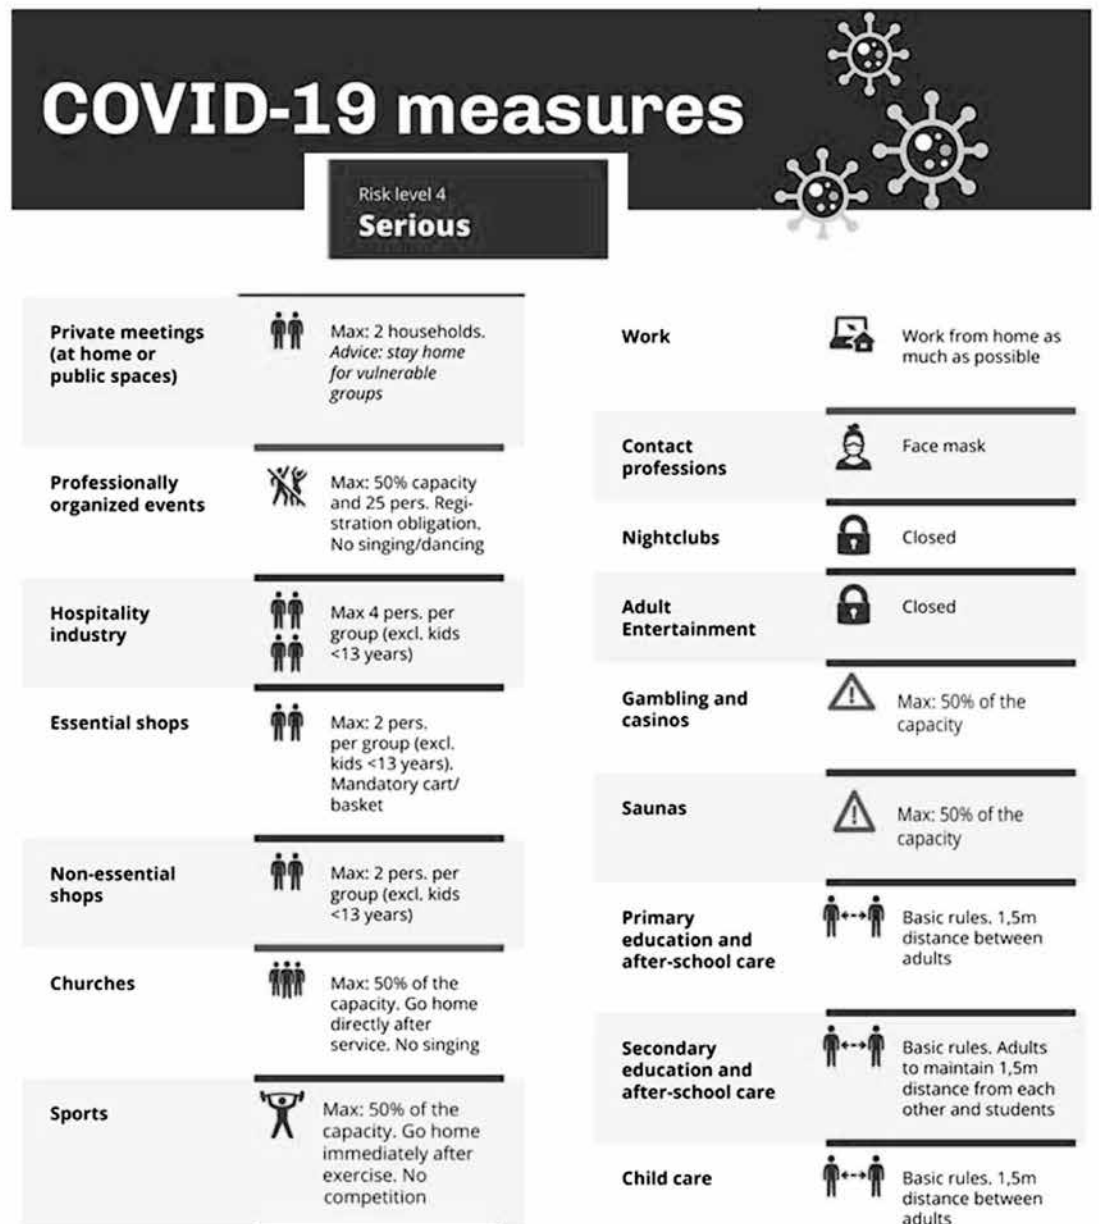 COVID-19 measures
Risk level 4
Serious
Private meetings
(at home or
public spaces)
Max: 2 households.
Advice: stay home
for vulnerable
groups
Professionally
organized events
Max: 50% capacity
and 25 pers. Regi-
stration obligation.
No singing/dancing
Hospitality
industry
Max 4 pers. per
group (excl. kids
<13 years)
Essential shops
Max: 2 pers.
per group (excl.
kids <13 years).
Mandatory cart/
basket
Non-essential
shops
Max: 2 pers. per
group (excl. kids
<13 years)
Churches
Max: 50% of the
capacity. Go home
directly after
service. No singing
Sports
Max: 50% of the
capacity. Go home
immediately after
exercise. No
competition
Work
Work from home as
much as possible
Contact
professions
Face mask
Nightclubs
Closed
Adult
Entertainment
Closed
Gambling and
casinos
Max: 50% of the
capacity
Saunas
Max: 50% of the
capacity
Primary
education and
after-school care
Basic rules. 1,5m
distance between
adults
Secondary
education and
after-school care
Basic rules. Adults
to maintain 1,5m
distance from each
other and students
Child care
Basic rules. 1,5m
distance between
adults